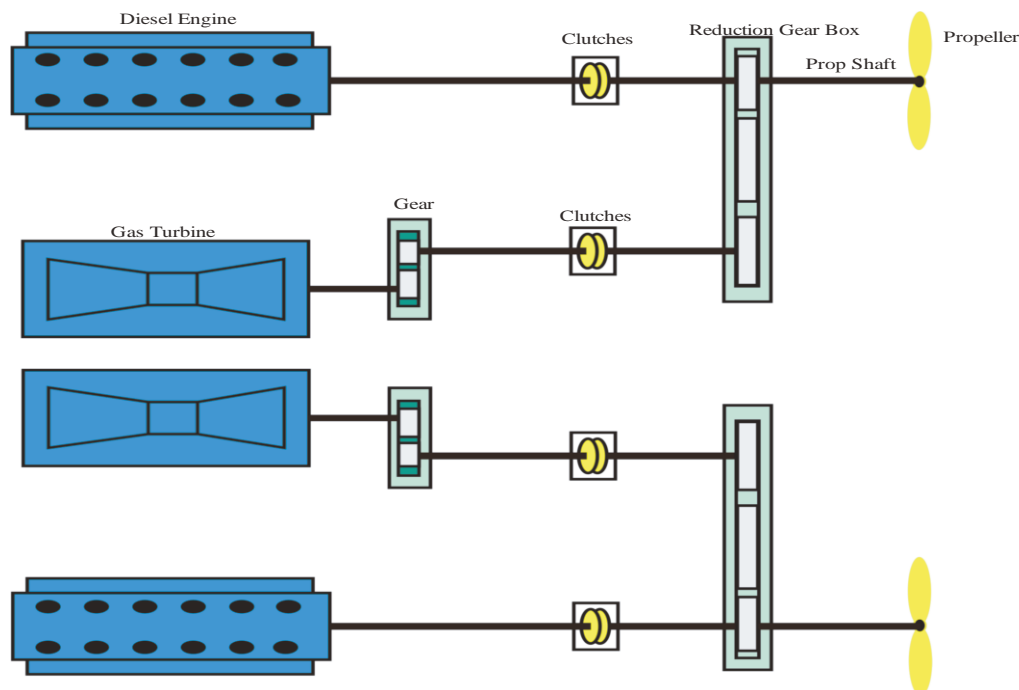 Diesel Engine
Clutches
Reduction Gear Box
Propeller
Prop Shaft
Gear
Clutches
Gas Turbine